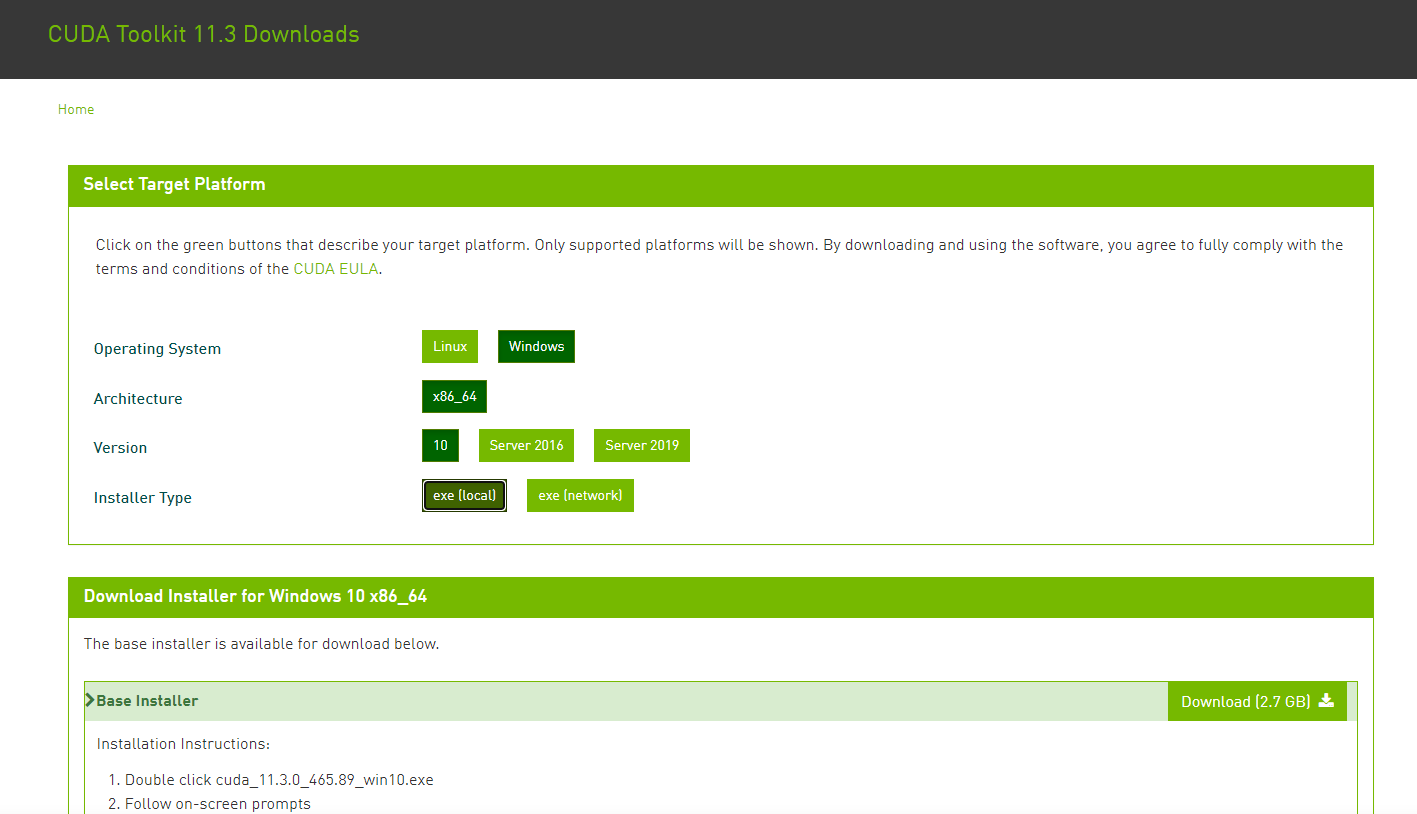 CUDA Toolkit 11.3 Downloads
Home
Select Target Platform
Click on the green buttons that describe your target platform. Only supported platforms will be shown. By downloading and using the software, you agree to fully comply with the
terms and conditions of the CUDA EULA.
Operating System Linux Windows
Architecture x86_64
Version 10 Server 2016 Server 2019
Installer Type exe (local) exe (network)
Download Installer for Windows 10 x86_64
The base installer is available for download below.
Base Installer Download (2.7 GB)
Installation Instructions:
1. Double click cuda_11.3.0_465.89_win10.exe
2. Follow on-screen prompts